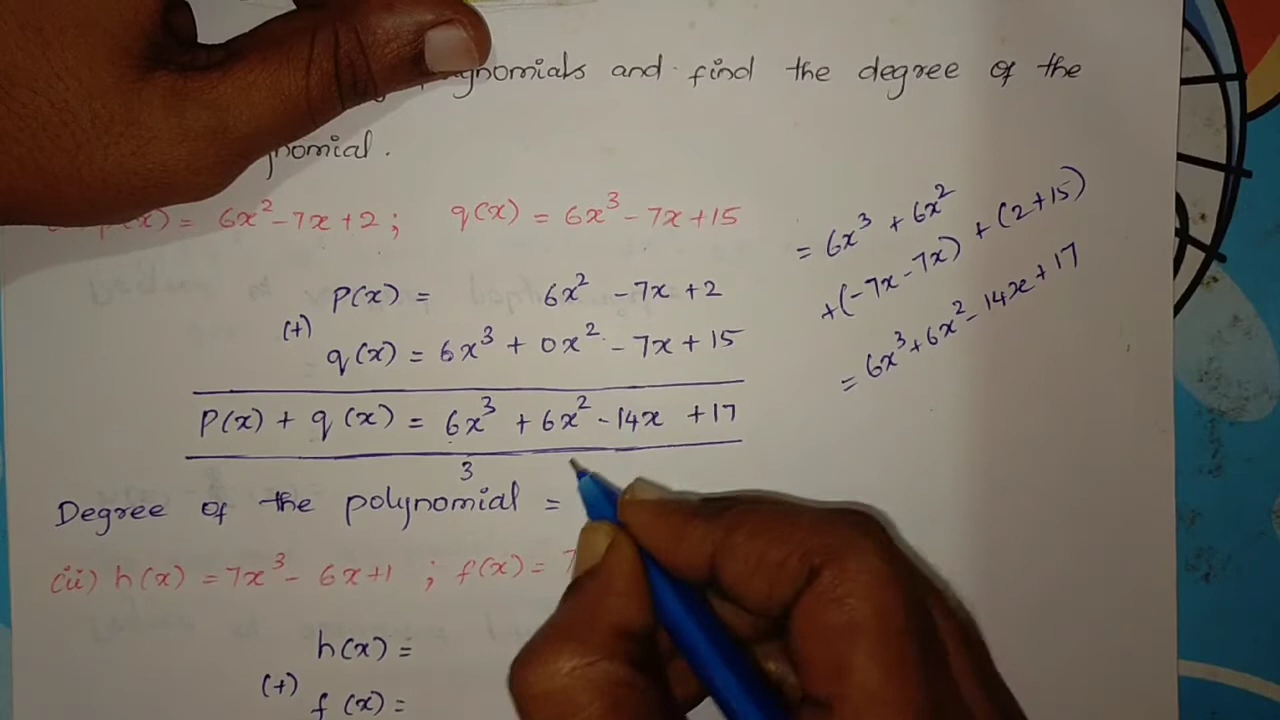 and find the degree of the
p(x) = 6x² - 7x + 2 ; q(x) = 6x³ - 7x + 15
P(x) = 6x² - 7x + 2
(+)
q(x) = 6x³ + 0x² - 7x + 15
P(x) + q(x) = 6x³ + 6x² - 14x + 17
3
Degree of the polynomial =
(ii) h(x) = 7x³ - 6x + 1 ; f(x) = 7
h(x) =
(+)
f(x) =
= 6x³ + 6x²
+ (-7x - 7x) + (2 + 15)
= 6x³ + 6x² - 14x + 17